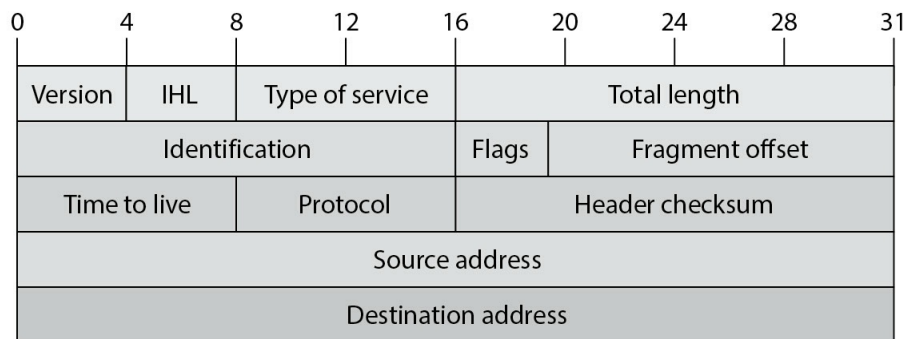 0 4 8 12 16 20 24 28 31
Version IHL Type of service Total length
Identification Flags Fragment offset
Time to live Protocol Header checksum
Source address
Destination address